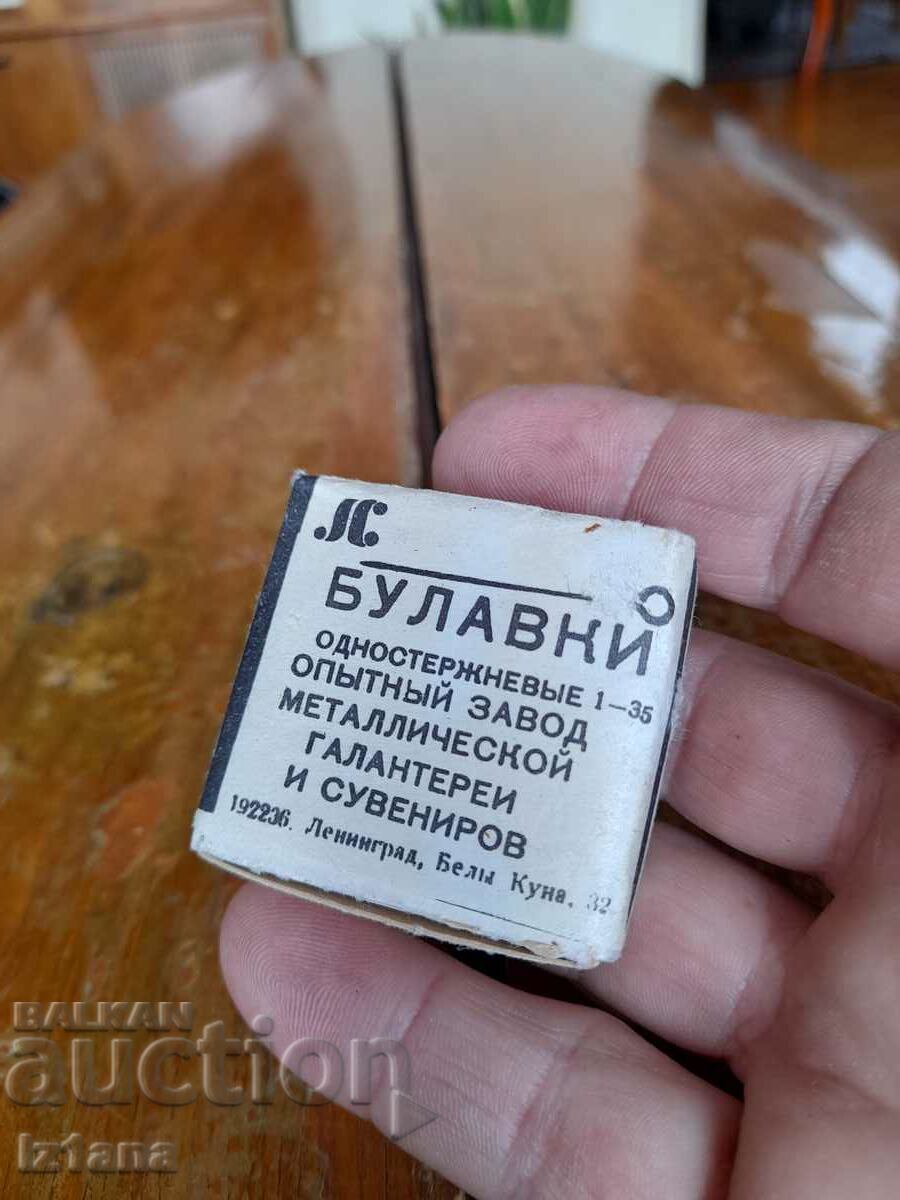 ЛС
БУЛАВКИ
ОДНОСТЕРЖНЕВЫЕ 1-35
ОПЫТНЫЙ ЗАВОД
МЕТАЛЛИЧЕСКОЙ
ГАЛАНТЕРЕИ
И СУВЕНИРОВ
192236. Ленинград, Белы Куна, 32
BALKAN
auction
iz1ana